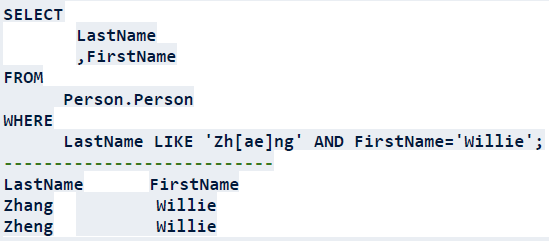 SELECT
LastName
,FirstName
FROM
Person.Person
WHERE
LastName LIKE 'Zh[ae]ng' AND FirstName='Willie';
---------------------------
LastName FirstName
Zhang Willie
Zheng Willie